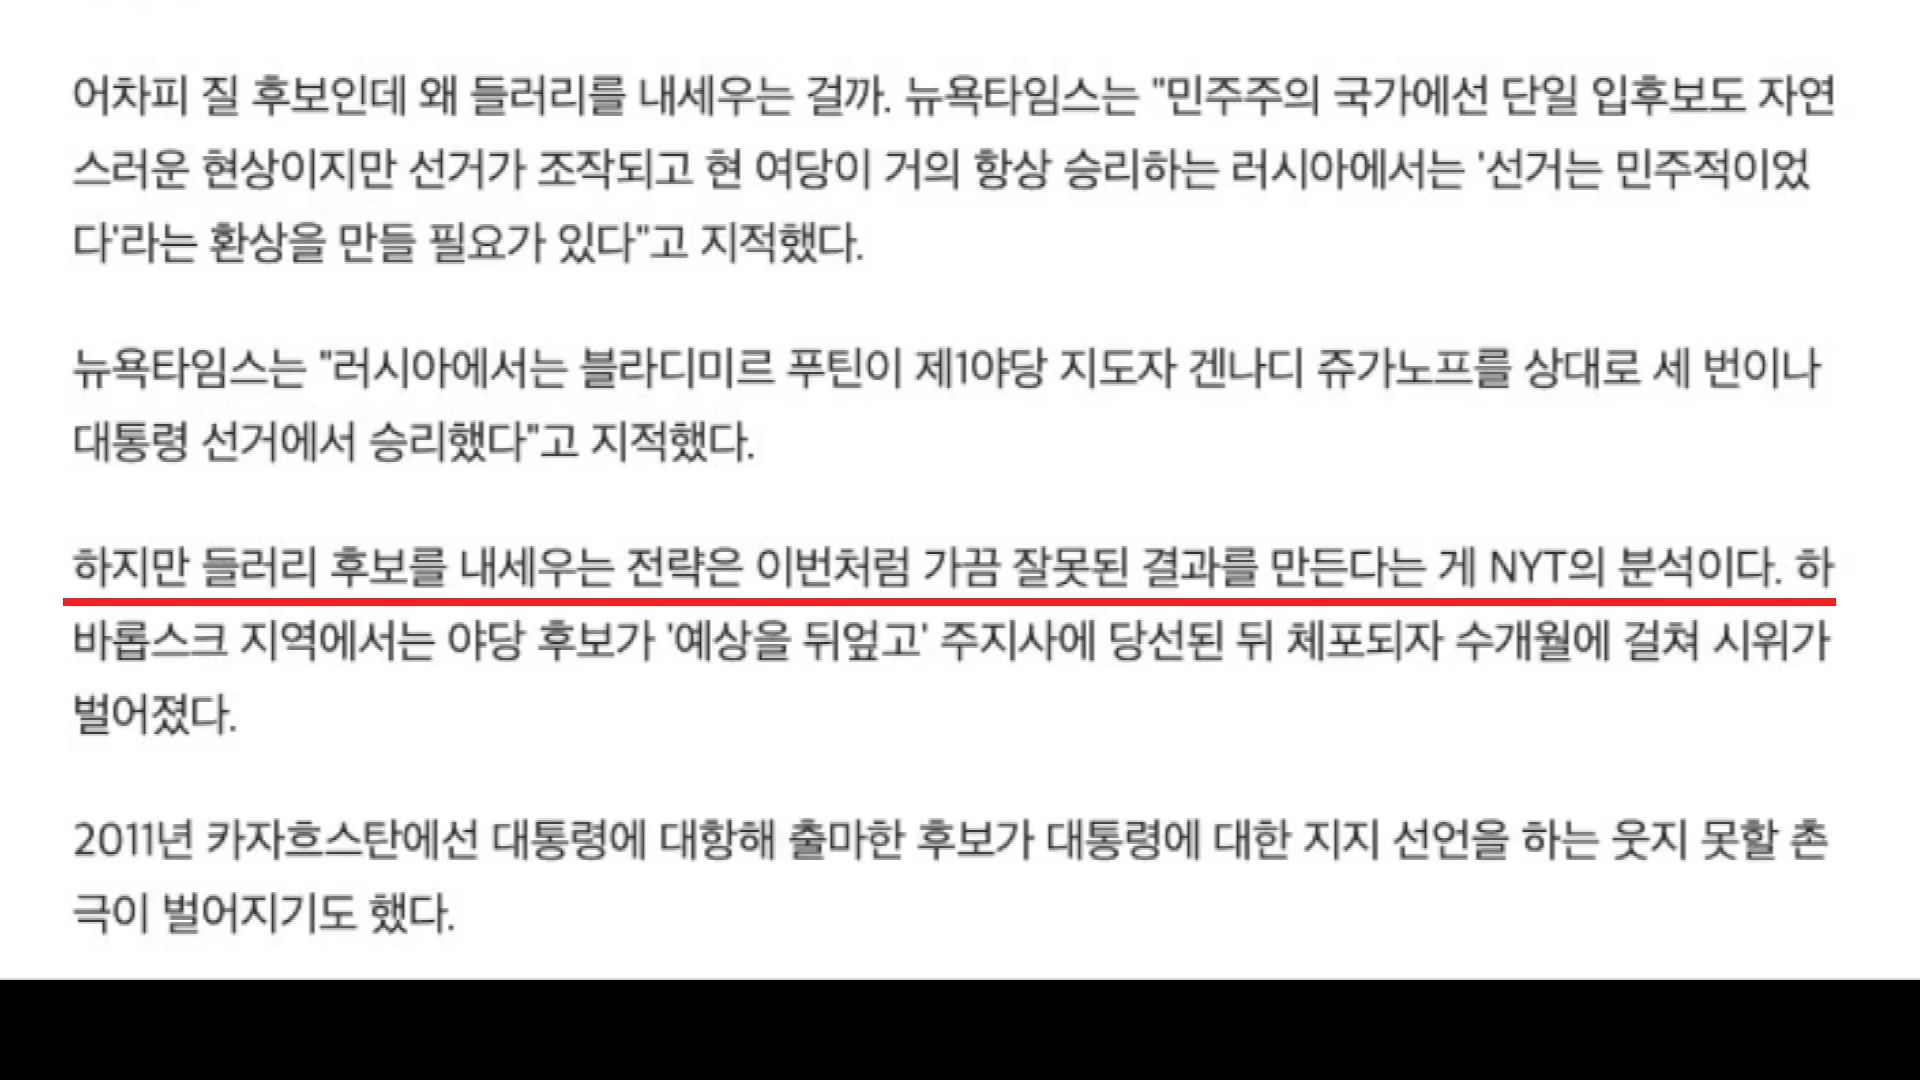 어차피 질 후보인데 왜 들러리를 내세우는 걸까. 뉴욕타임스는 "민주주의 국가에선 단일 입후보도 자연
스러운 현상이지만 선거가 조작되고 현 여당이 거의 항상 승리하는 러시아에서는 '선거는 민주적이었
다'라는 환상을 만들 필요가 있다"고 지적했다.
뉴욕타임스는 "러시아에서는 블라디미르 푸틴이 제1야당 지도자 겐나디 쥬가노프를 상대로 세 번이나
대통령 선거에서 승리했다"고 지적했다.
하지만 들러리 후보를 내세우는 전략은 이번처럼 가끔 잘못된 결과를 만든다는 게 NYT의 분석이다. 하
바롭스크 지역에서는 야당 후보가 '예상을 뒤엎고' 주지사에 당선된 뒤 체포되자 수개월에 걸쳐 시위가
벌어졌다.
2011년 카자흐스탄에선 대통령에 대항해 출마한 후보가 대통령에 대한 지지 선언을 하는 웃지 못할 촌
극이 벌어지기도 했다.